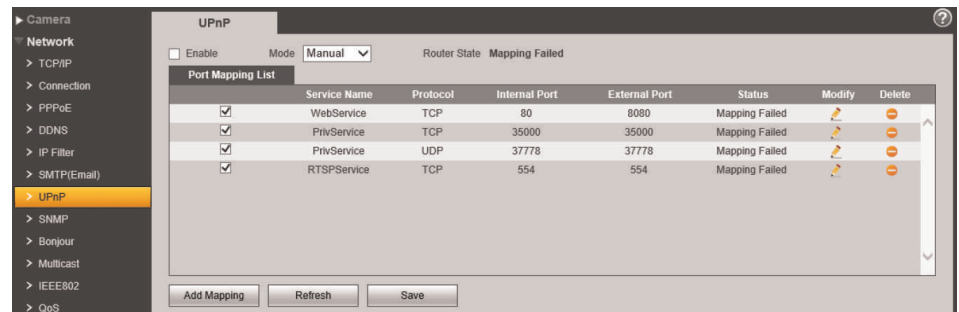 Camera
Network
> TCP/IP
> Connection
> PPPoE
> DDNS
> IP Filter
> SMTP(Email)
> UPnP
> SNMP
> Bonjour
> Multicast
> IEEE802
> QoS
UPnP
?
Enable Mode Manual Router State Mapping Failed
Port Mapping List
Service Name Protocol Internal Port External Port Status Modify Delete
WebService TCP 80 8080 Mapping Failed
PrivService TCP 35000 35000 Mapping Failed
PrivService UDP 37778 37778 Mapping Failed
RTSPService TCP 554 554 Mapping Failed
Add Mapping Refresh Save